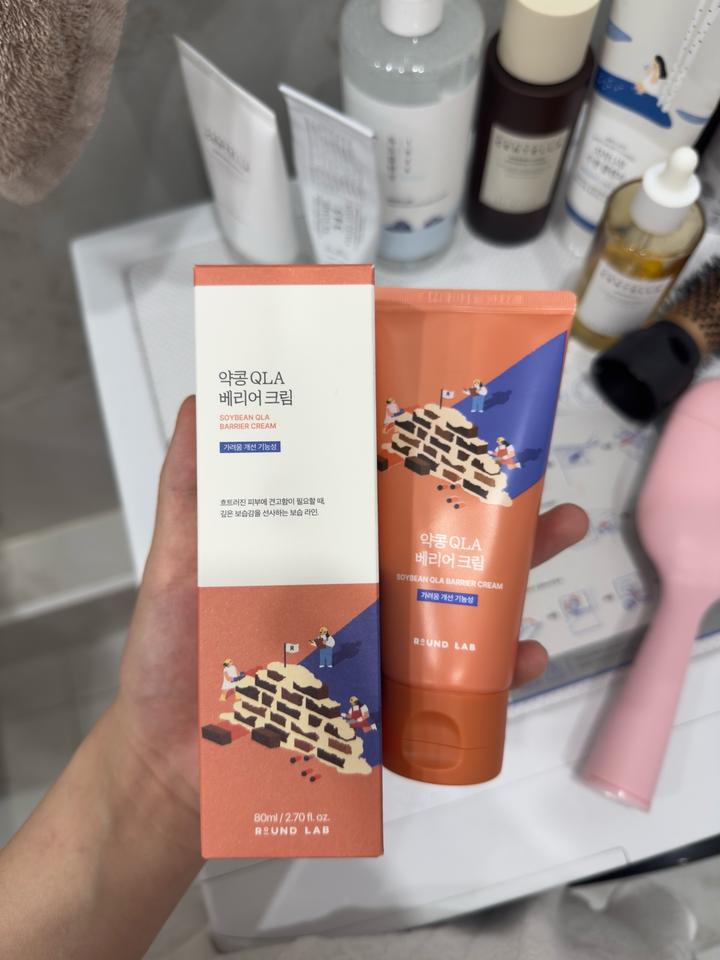 약콩 QLA
베리어 크림
SOYBEAN QLA
BARRIER CREAM
가려움 개선 기능성
흐트러진 피부에 견고함이 필요할 때,
깊은 보습감을 선사하는 보습 라인.
R
80ml / 2.70 fl. oz.
ROUND LAB
R
약콩 QLA
베리어 크림
SOYBEAN QLA BARRIER CREAM
가려움 개선 기능성
ROUND LAB